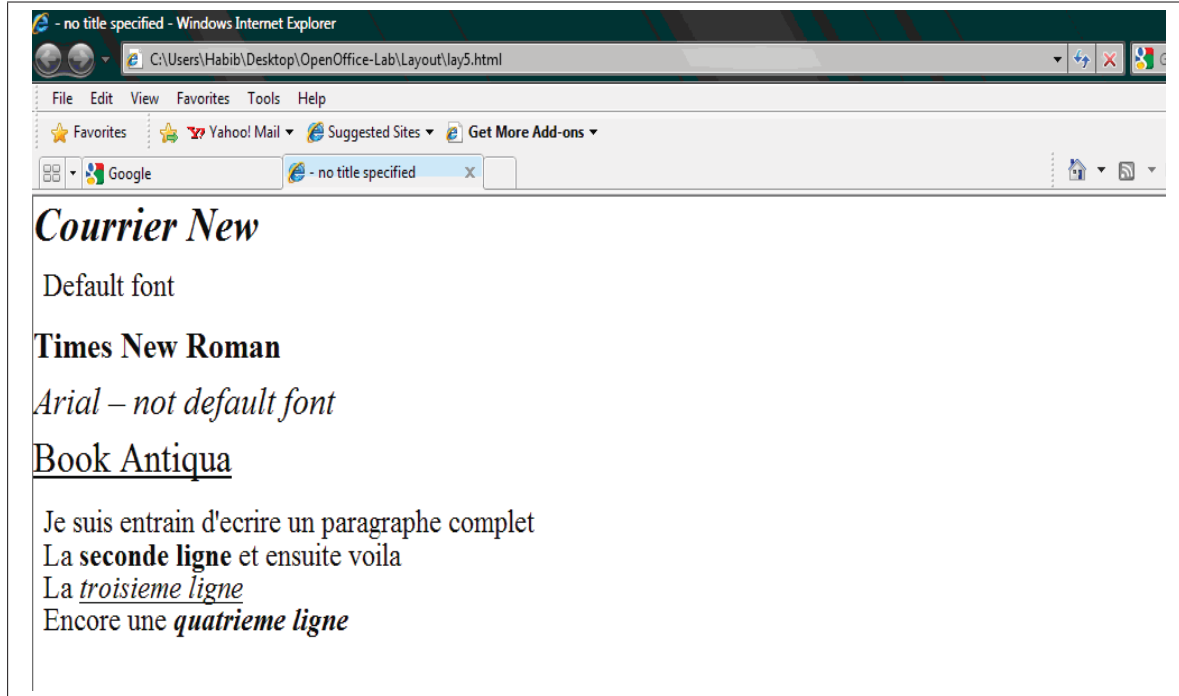 - no title specified - Windows Internet Explorer
C:\Users\Habib\Desktop\OpenOffice-Lab\Layout\lay5.html
File Edit View Favorites Tools Help
Favorites Yahoo! Mail Suggested Sites Get More Add-ons
Google - no title specified X
Courrier New
Default font
Times New Roman
Arial – not default font
Book Antiqua
Je suis entrain d'ecrire un paragraphe complet
La seconde ligne et ensuite voila
La troisieme ligne
Encore une quatrieme ligne